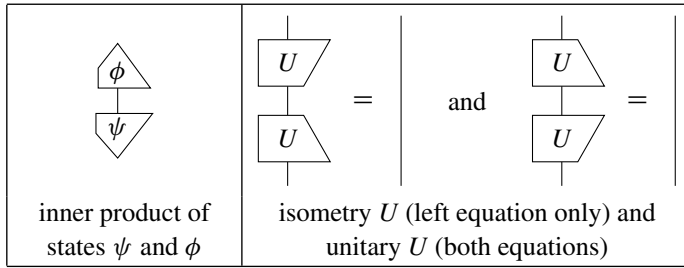 ϕ
ψ
U
=
U
and
U
=
U
inner product of
states ψ and ϕ
isometry U (left equation only) and
unitary U (both equations)